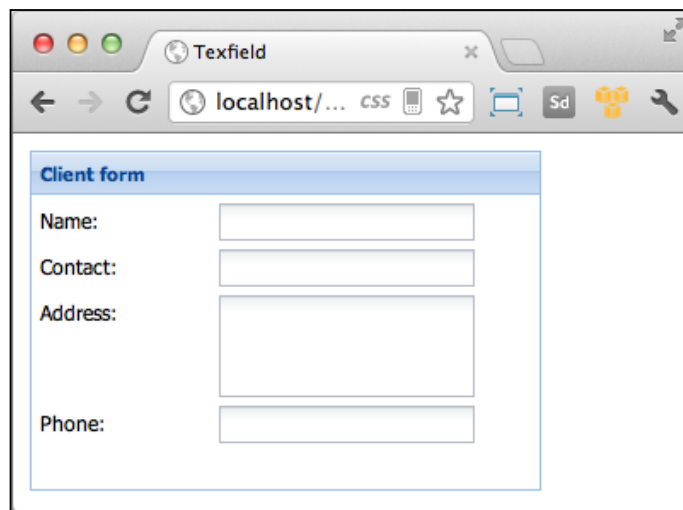 Texfield
localhost/... CSS
Sd
Client form
Name:
Contact:
Address:
Phone: